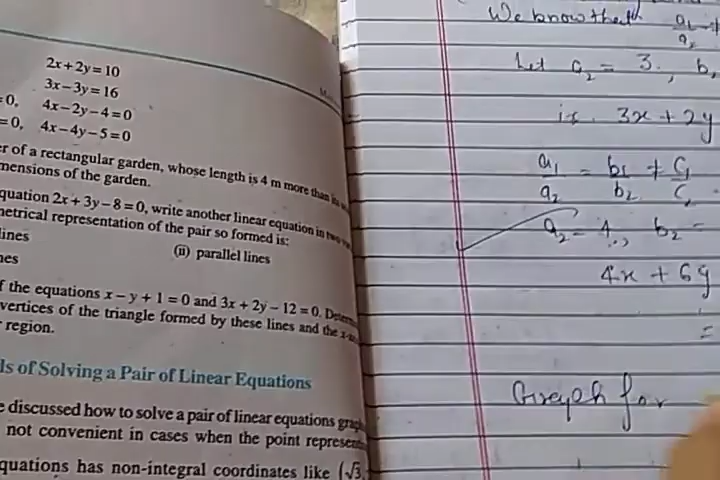 2x + 2y = 10
3x – 3y = 16
= 0, 4x – 2y – 4 = 0
= 0, 4x – 4y – 5 = 0
er of a rectangular garden, whose length is 4 m more than its
mensions of the garden.
quation 2x + 3y – 8 = 0, write another linear equation in two
metrical representation of the pair so formed is:
lines (ii) parallel lines
nes
f the equations x – y + 1 = 0 and 3x + 2y – 12 = 0.
vertices of the triangle formed by these lines and the
region.
ls of Solving a Pair of Linear Equations
e discussed how to solve a pair of linear equations
not convenient in cases when the point
quations has non-integral coordinates like (√3,
We know that a₁/a₂ ≠
Let a₂ = 3, b
is 3x + 2y
a₁/a₂ = b₁/b₂ ≠ c₁/c
a₂ = 4, b₂ =
4x + 6y
=
Graph for